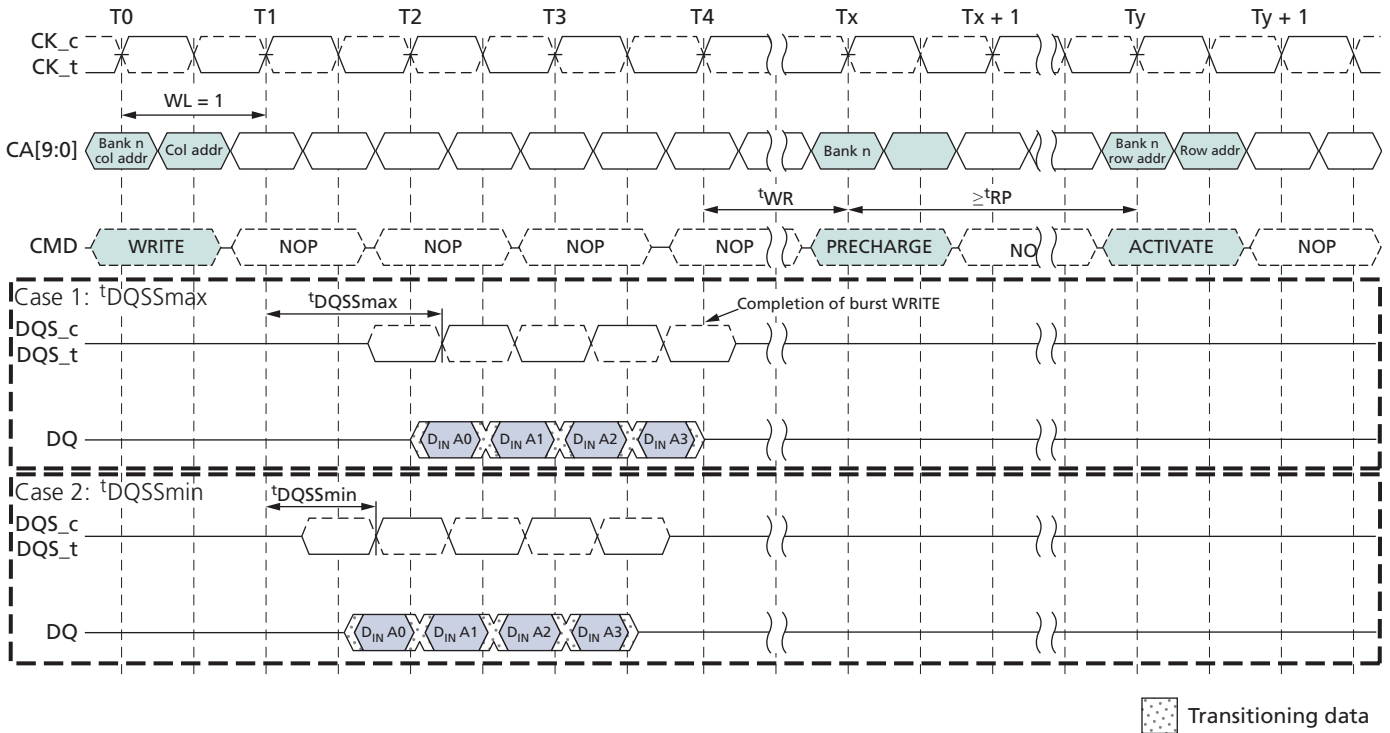 T0 T1 T2 T3 T4 Tx Tx + 1 Ty Ty + 1
CK_c
CK_t
WL = 1
CA[9:0] Bank n col addr Col addr Bank n Bank n row addr Row addr
tWR ≥tRP
CMD WRITE NOP NOP NOP NOP PRECHARGE NO ACTIVATE NOP
Case 1: tDQSSmax
tDQSSmax Completion of burst WRITE
DQS_c
DQS_t
DQ DIN A0 DIN A1 DIN A2 DIN A3
Case 2: tDQSSmin
tDQSSmin
DQS_c
DQS_t
DQ DIN A0 DIN A1 DIN A2 DIN A3
Transitioning data